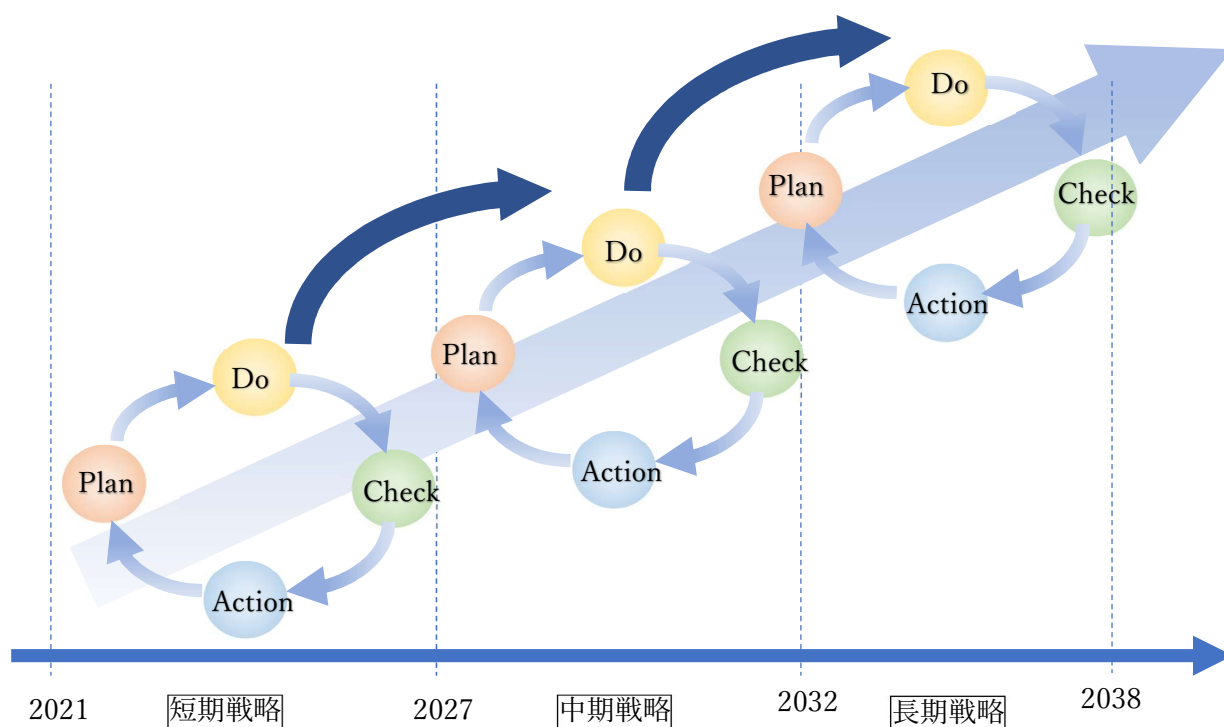 Plan
Do
Check
Action
Plan
Do
Check
Action
Plan
Do
Check
Action
2021
短期戦略
2027
中期戦略
2032
長期戦略
2038